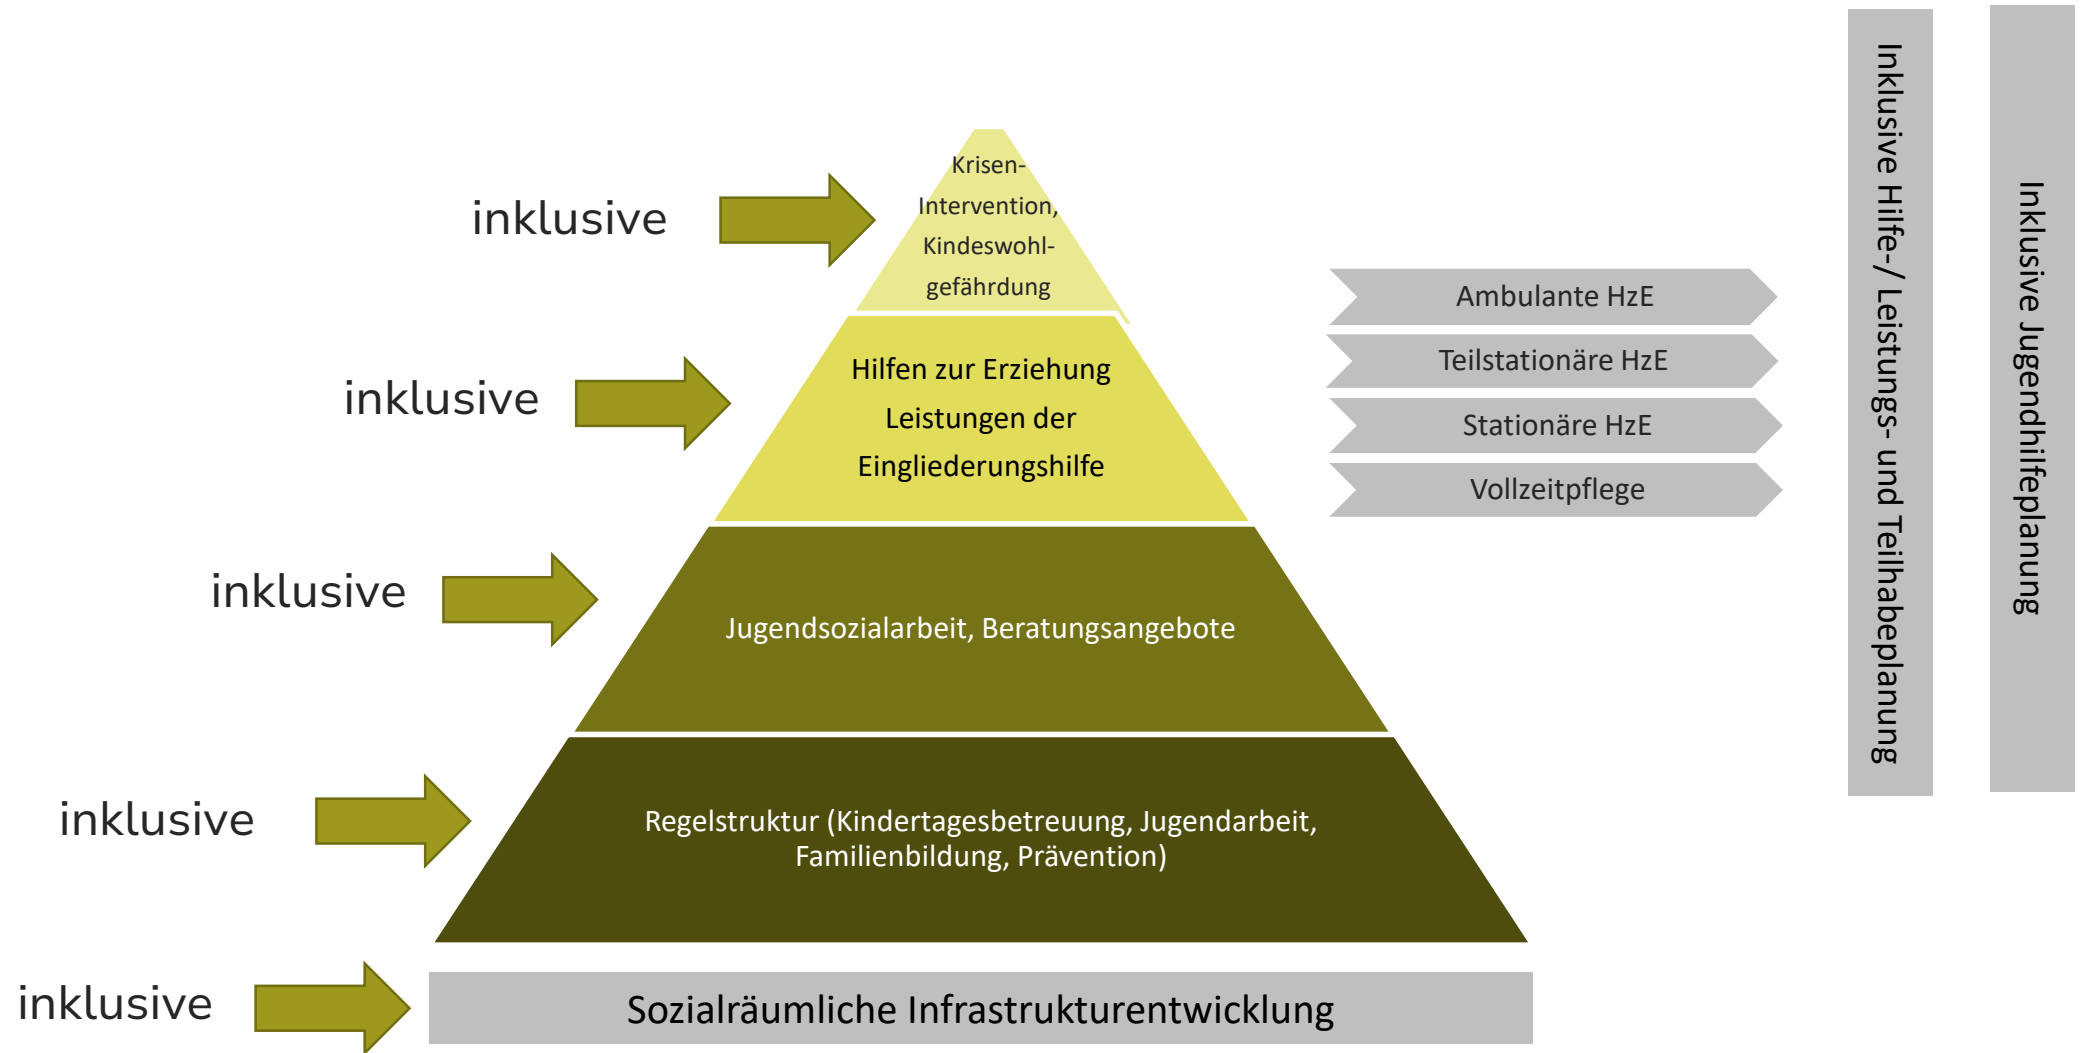 inklusive
Krisen-
Intervention,
Kindeswohl-
gefährdung
inklusive
Hilfen zur Erziehung
Leistungen der
Eingliederungshilfe
inklusive
Jugendsozialarbeit, Beratungsangebote
inklusive
Regelstruktur (Kindertagesbetreuung, Jugendarbeit,
Familienbildung, Prävention)
inklusive
Sozialräumliche Infrastrukturentwicklung
Ambulante HzE
Teilstationäre HzE
Stationäre HzE
Vollzeitpflege
Inklusive Hilfe-/ Leistungs- und Teilhabeplanung
Inklusive Jugendhilfeplanung